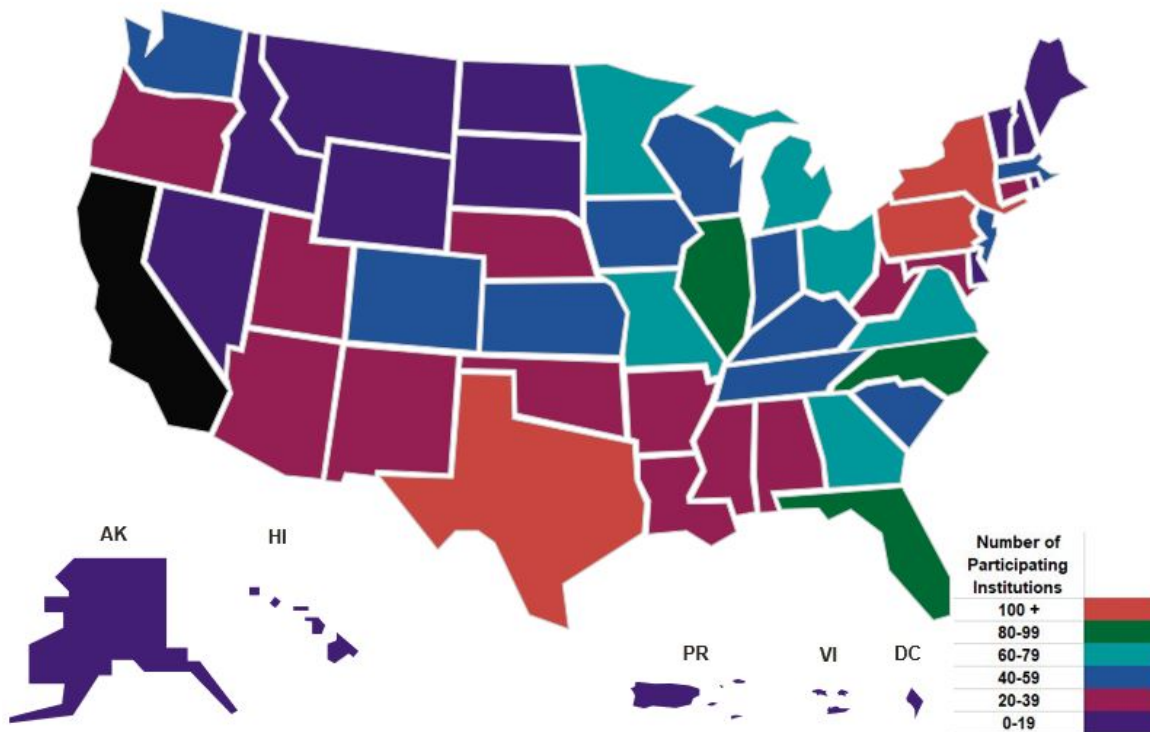 AK
HI
PR
VI
DC
Number of
Participating
Institutions
100 +
80-99
60-79
40-59
20-39
0-19